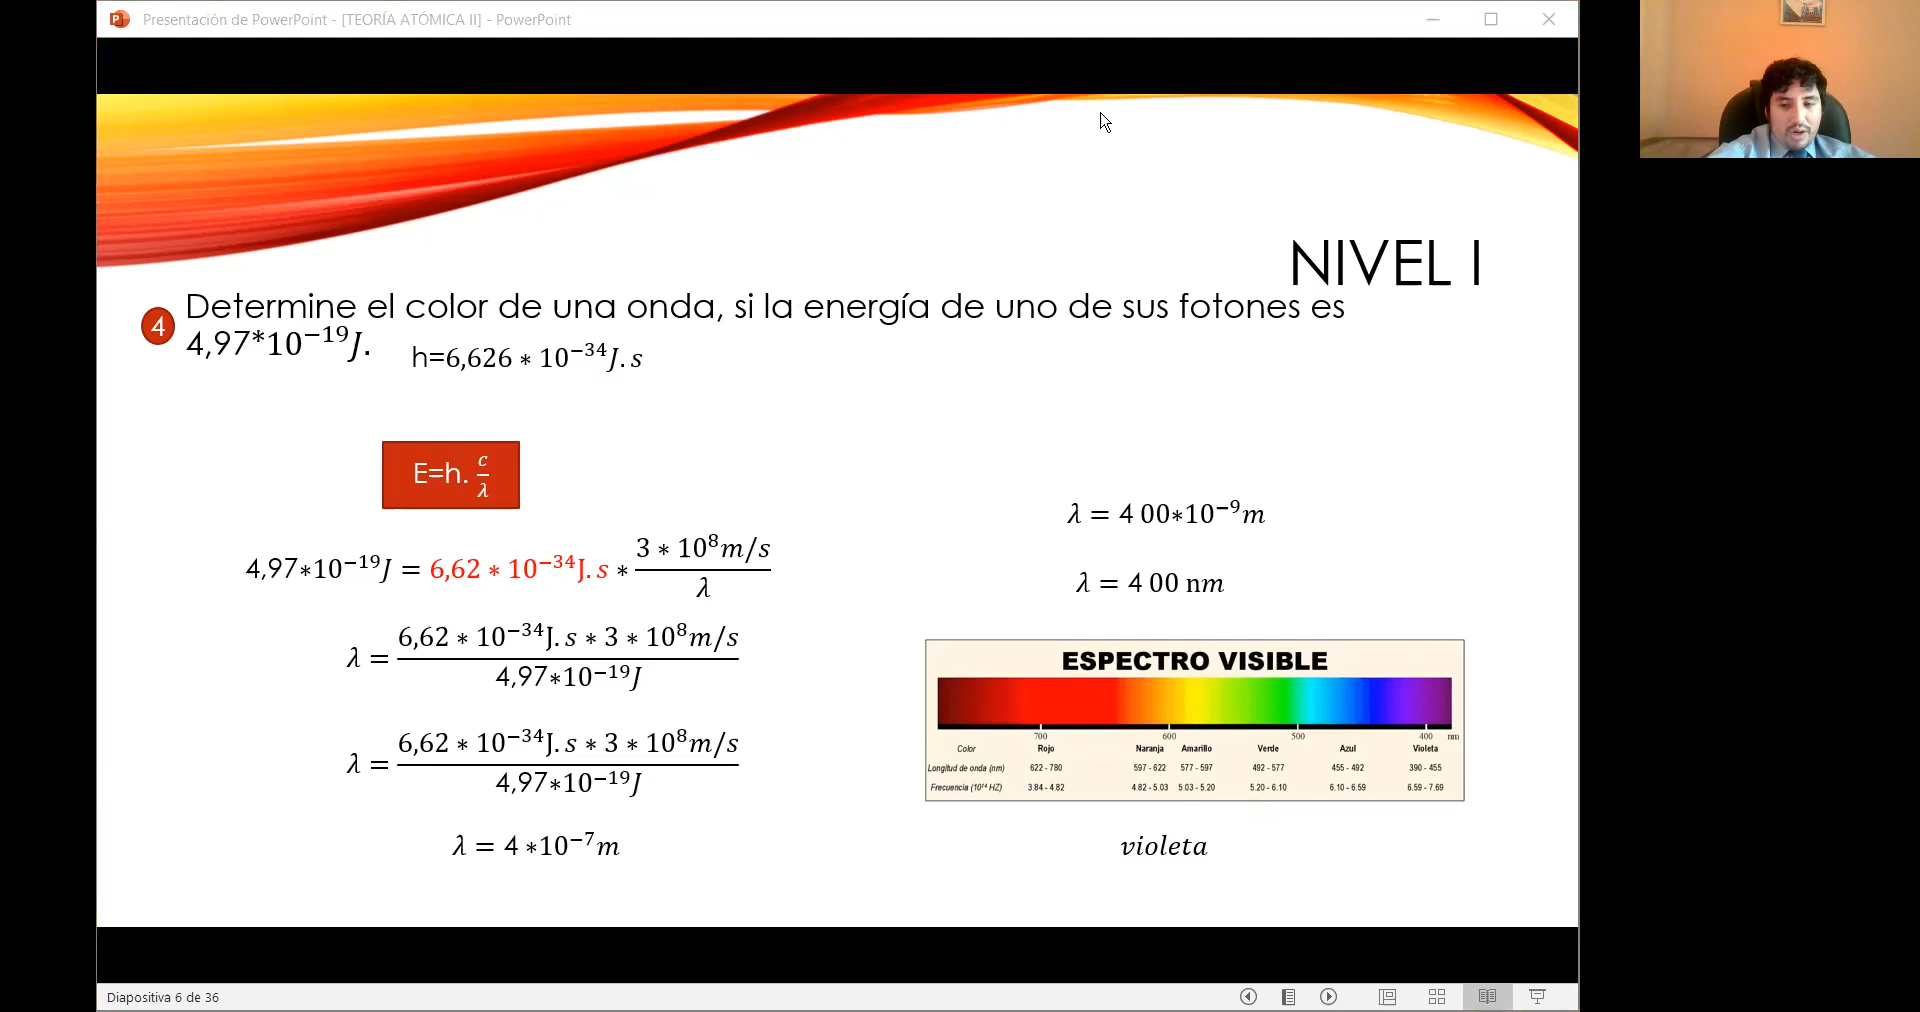 Presentación de PowerPoint - [TEORÍA ATÓMICA II] - PowerPoint
NIVEL I
4
Determine el color de una onda, si la energía de uno de sus fotones es
4,97*10⁻¹⁹J.
h=6,626 * 10⁻³⁴J.s
E=h. c/λ
4,97*10⁻¹⁹J = 6,62 * 10⁻³⁴J.s * (3 * 10⁸m/s)/λ
λ = (6,62 * 10⁻³⁴J.s * 3 * 10⁸m/s)/(4,97*10⁻¹⁹J)
λ = (6,62 * 10⁻³⁴J.s * 3 * 10⁸m/s)/(4,97*10⁻¹⁹J)
λ = 4 *10⁻⁷m
λ = 4 00*10⁻⁹m
λ = 4 00 nm
ESPECTRO VISIBLE
700 600 500 400 nm
Color Rojo Naranja Amarillo Verde Azul Violeta
Longitud de onda (nm) 622 - 780 597 - 622 577 - 597 492 - 577 455 - 492 390 - 455
Frecuencia (10¹⁴ HZ) 3.84 - 4.82 4.82 - 5.03 5.03 - 5.20 5.20 - 6.10 6.10 - 6.59 6.59 - 7.69
violeta
Diapositiva 6 de 36